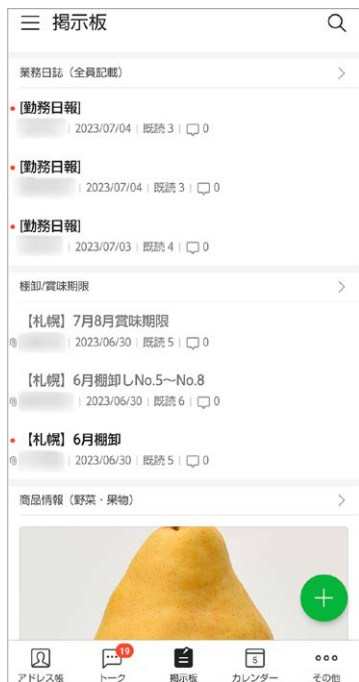 掲示板
業務日誌（全員記載）
[勤務日報]
2023/07/04 | 既読 3 | 0
[勤務日報]
2023/07/04 | 既読 3 | 0
[勤務日報]
2023/07/03 | 既読 4 | 0
棚卸/賞味期限
【札幌】7月8月賞味期限
2023/06/30 | 既読 5 | 0
【札幌】6月棚卸しNo.5〜No.8
2023/06/30 | 既読 6 | 0
【札幌】6月棚卸
2023/06/30 | 既読 5 | 0
商品情報（野菜・果物）
19
5
アドレス帳 トーク 掲示板 カレンダー その他